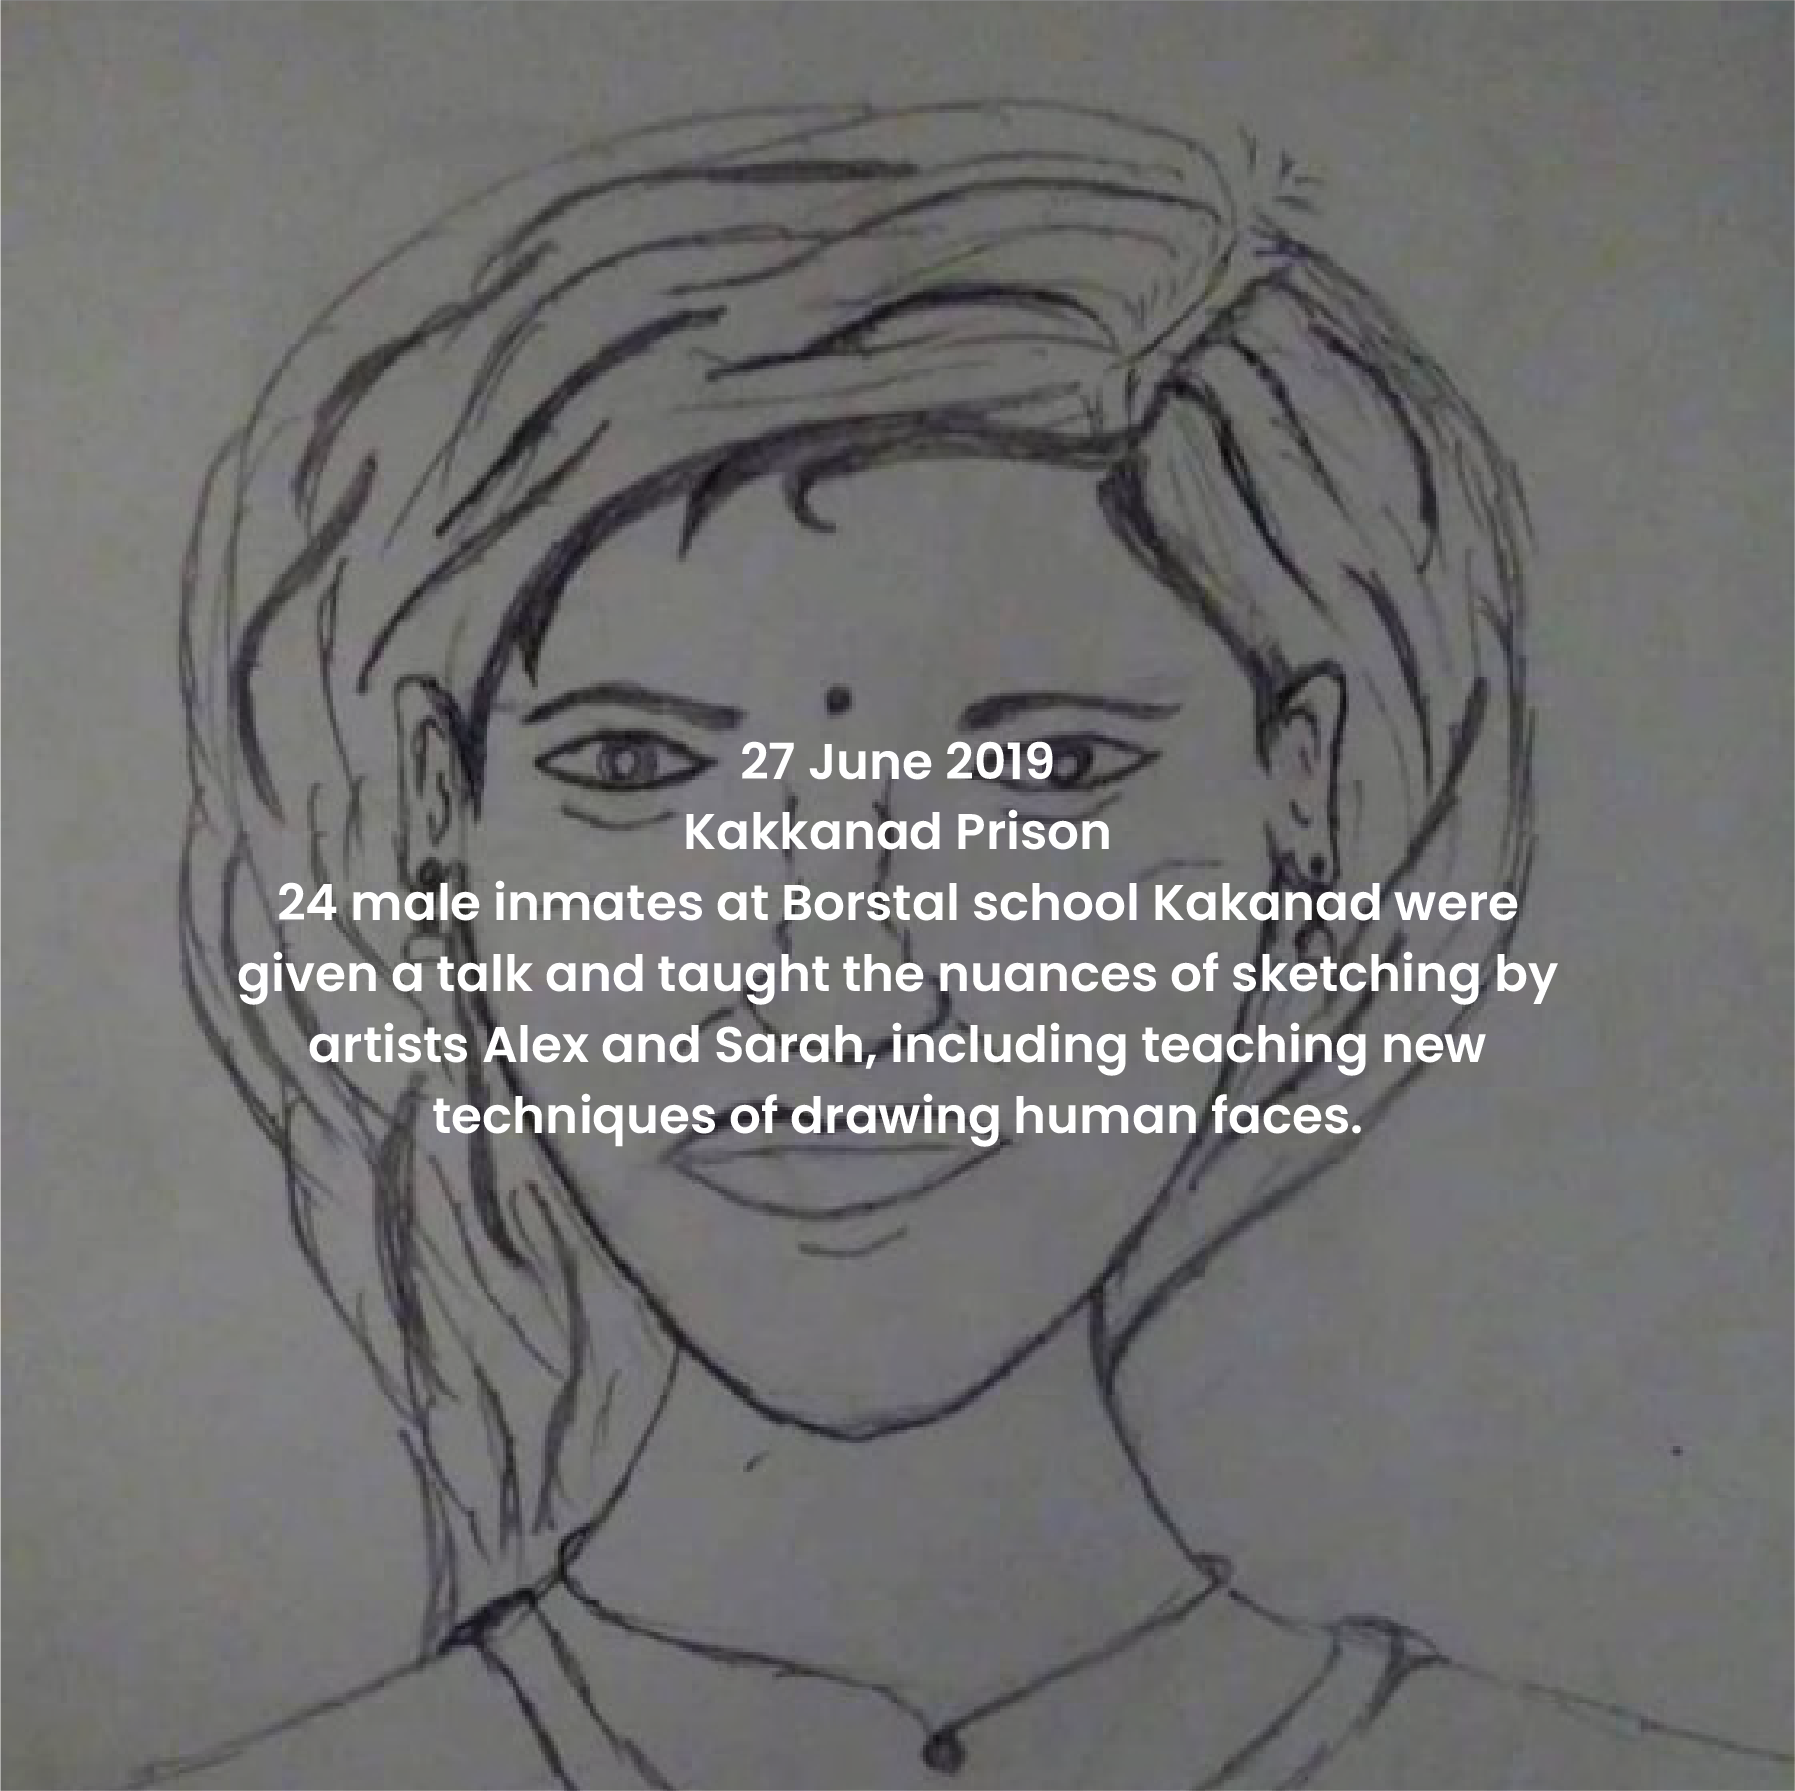 27 June 2019
Kakkanad Prison
24 male inmates at Borstal school Kakanad were
given a talk and taught the nuances of sketching by
artists Alex and Sarah, including teaching new
techniques of drawing human faces.